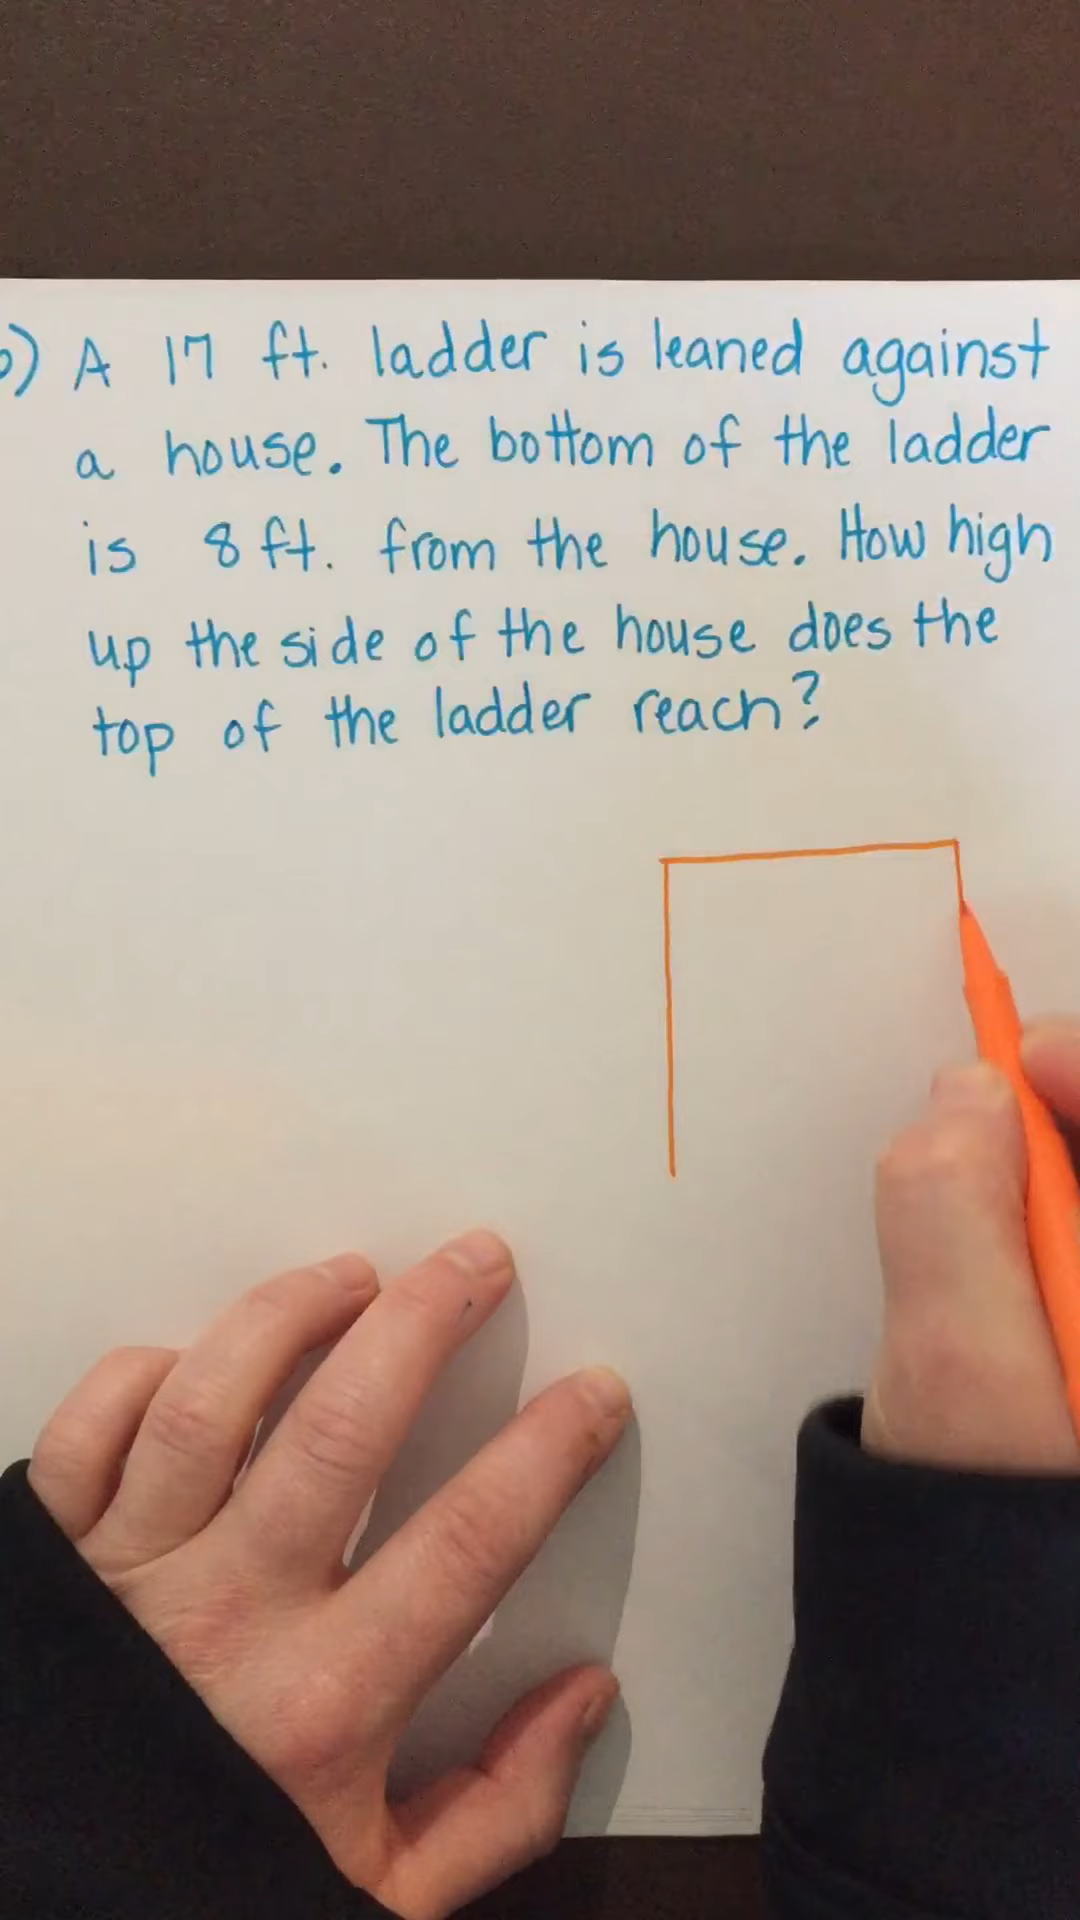 ) A 17 ft. ladder is leaned against
a house. The bottom of the ladder
is 8 ft. from the house. How high
up the side of the house does the
top of the ladder reach?